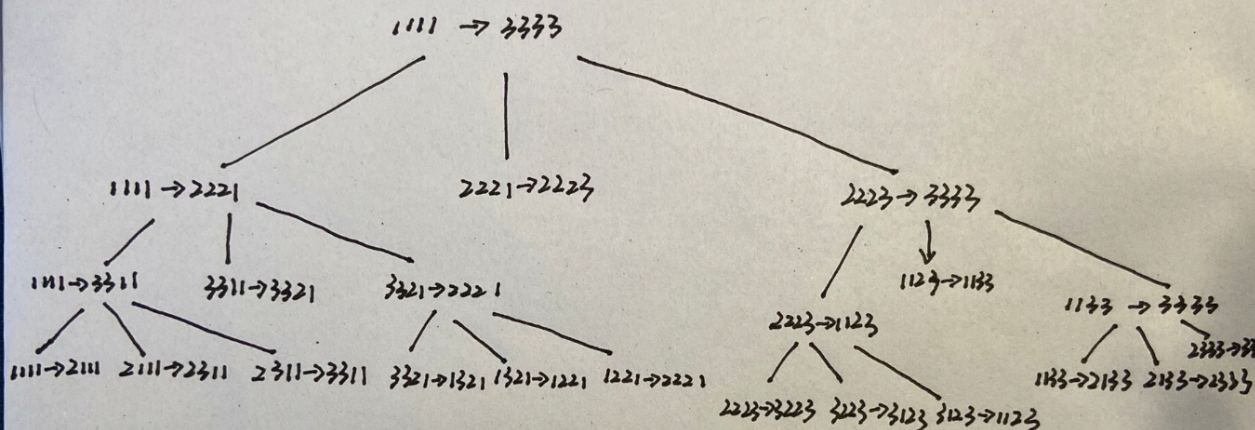 1111 → 3333
1111 → 2221
2221 → 2223
2223 → 3333
1111 → 3311
3311 → 3321
3321 → 2221
1123 → 1133
2223 → 1123
1133 → 3333
1111 → 2111
2111 → 2311
2311 → 3311
3321 → 1321
1321 → 1221
1221 → 2221
2333 → 33
1133 → 2133
2133 → 2333
2223 → 3223
3223 → 3123
3123 → 1123